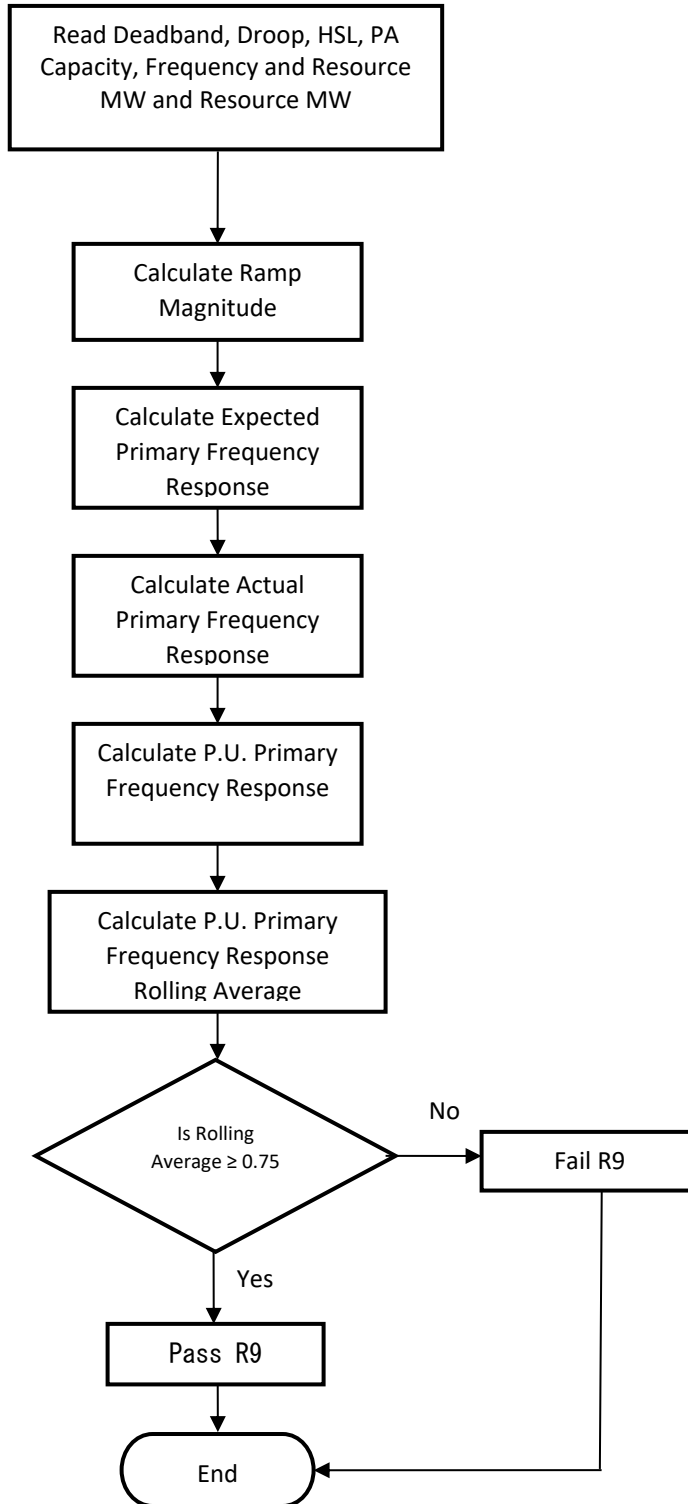 Read Deadband, Droop, HSL, PA
Capacity, Frequency and Resource
MW and Resource MW
Calculate Ramp
Magnitude
Calculate Expected
Primary Frequency
Response
Calculate Actual
Primary Frequency
Response
Calculate P.U. Primary
Frequency Response
Calculate P.U. Primary
Frequency Response
Rolling Average
Is Rolling
Average ≥ 0.75
No
Fail R9
Yes
Pass R9
End